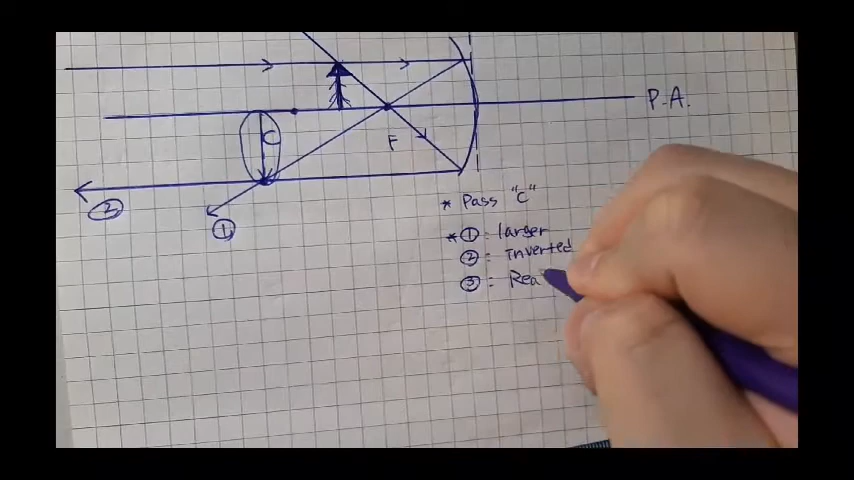 P.A.
C
F
②
①
* Pass "C"
* ① : larger
② : Inverted
③ : Rea